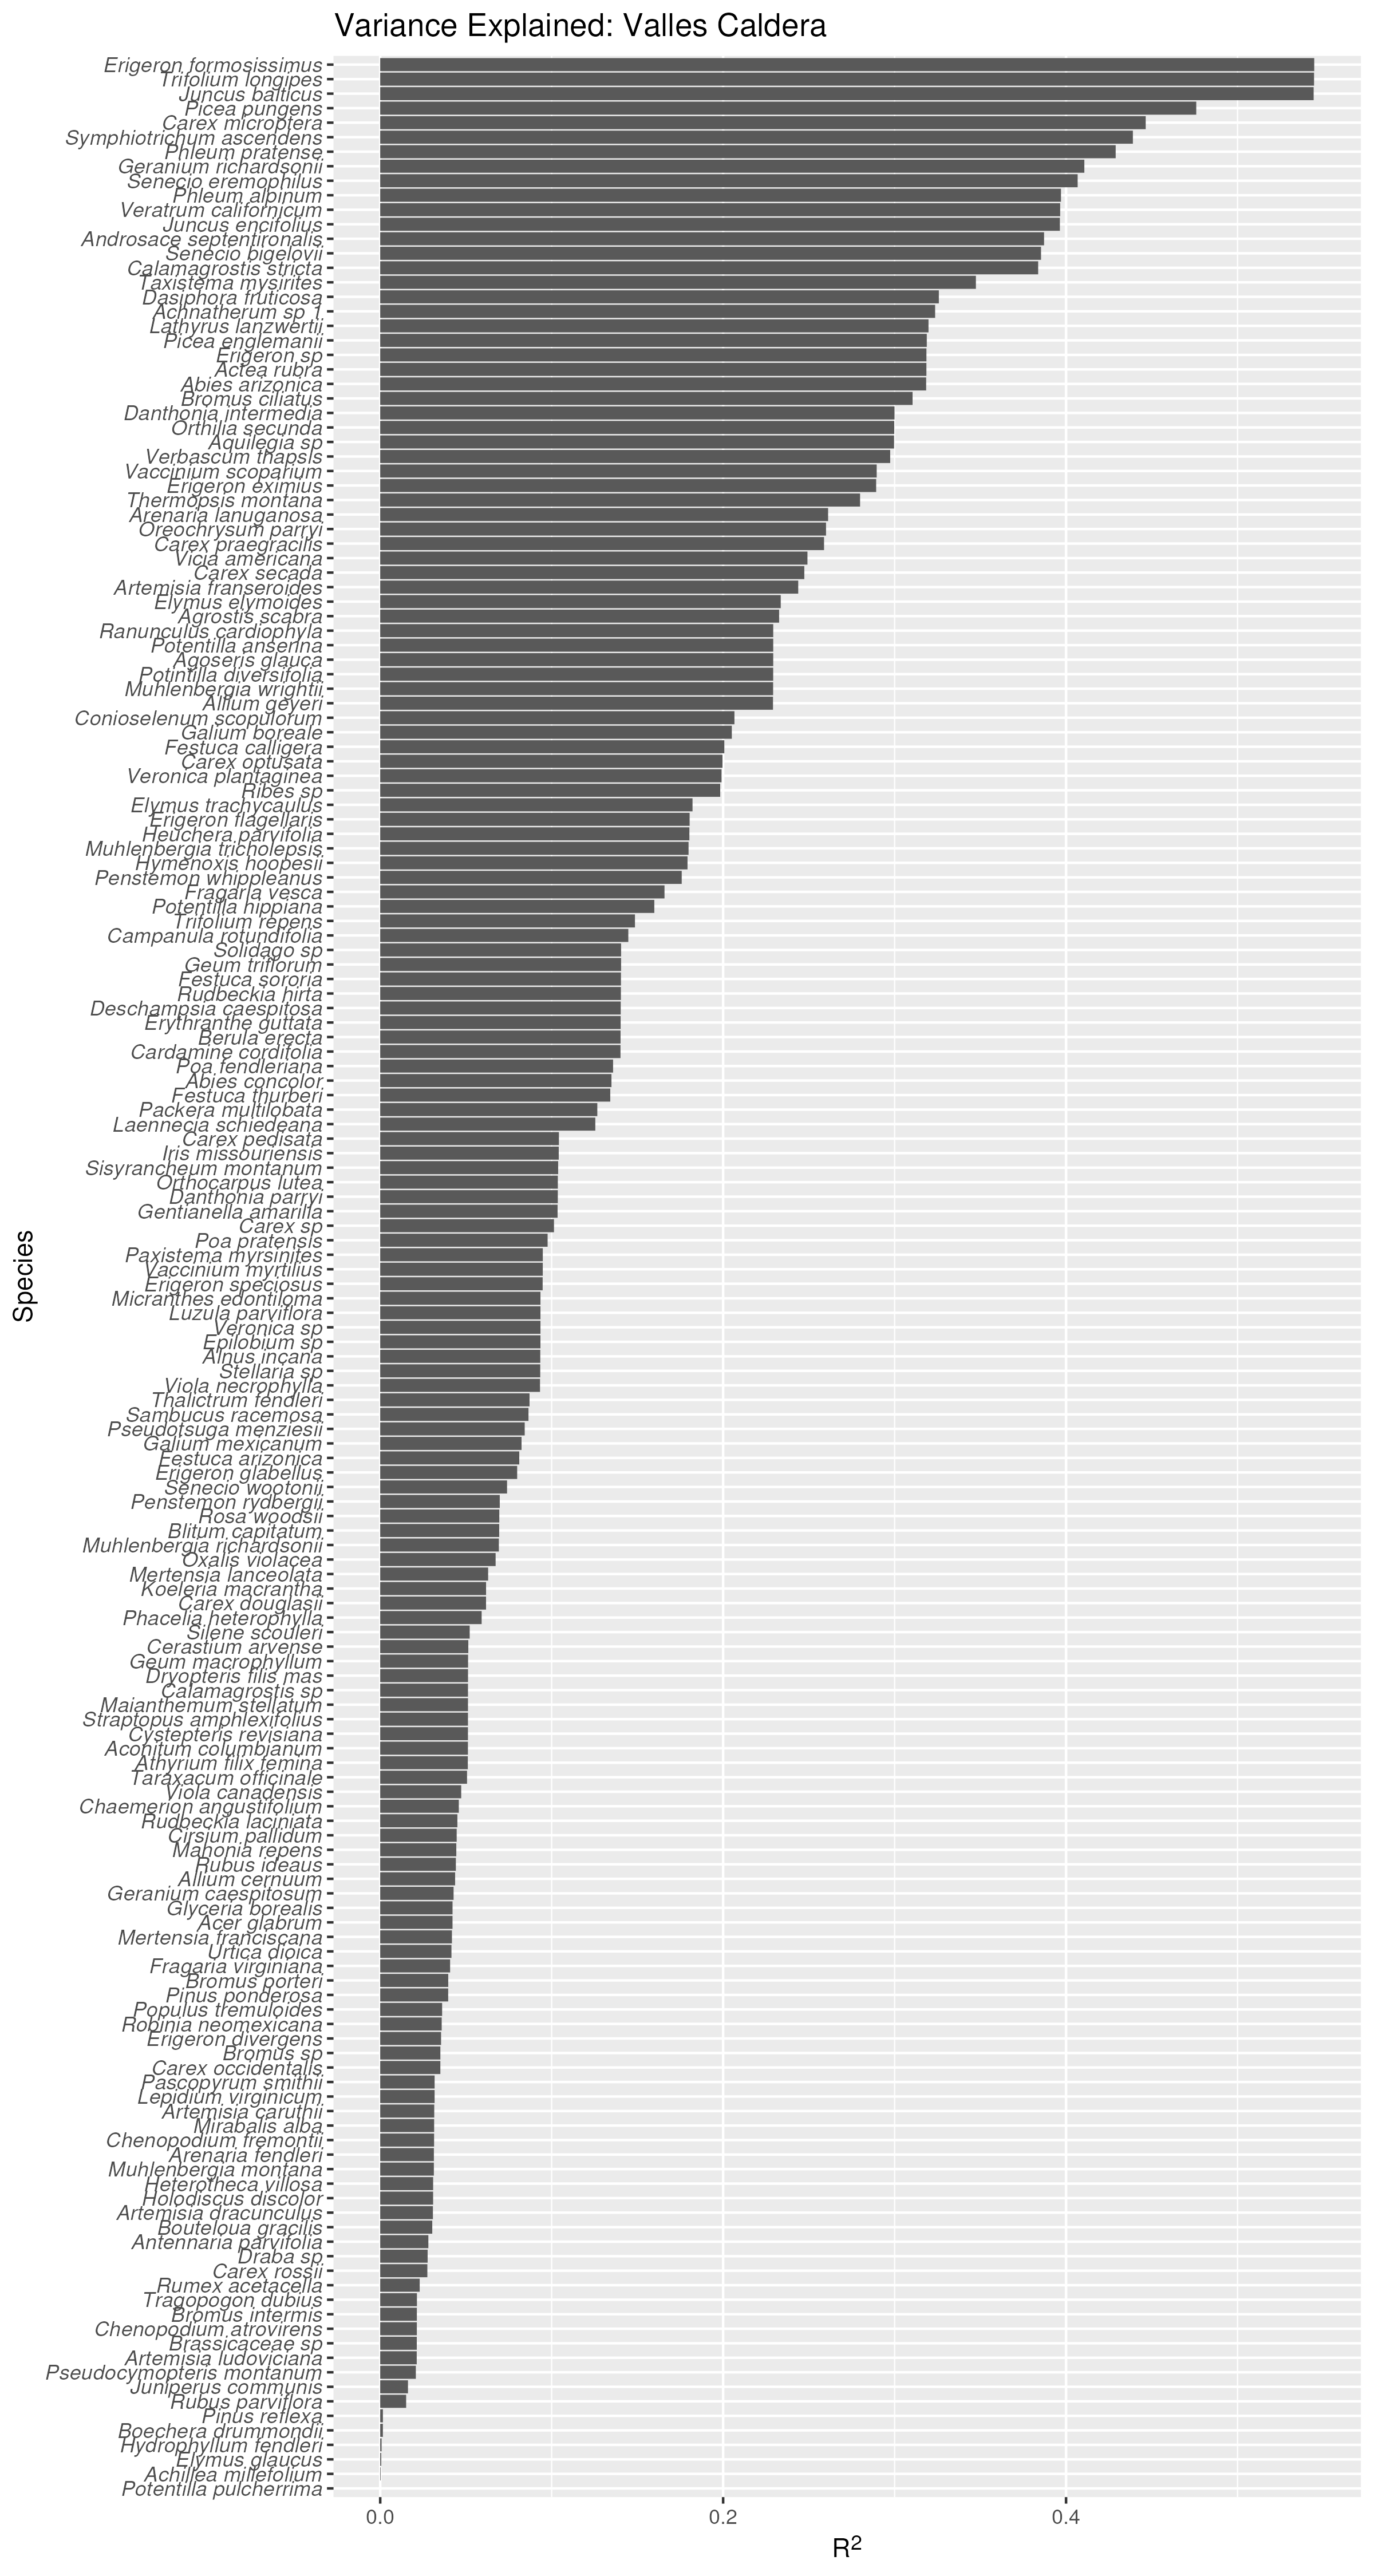 Variance Explained: Valles Caldera
Erigeron formosissimus
Trifolium longipes
Juncus balticus
Picea pungens
Carex microptera
Symphiotrichum ascendens
Phleum pratense
Geranium richardsonii
Senecio eremophilus
Phleum alpinum
Veratrum californicum
Juncus encifolius
Androsace septentironalis
Senecio bigelovii
Calamagrostis stricta
Taxistema mysirites
Dasiphora fruticosa
Achnatherum sp 1
Lathyrus lanzwertii
Picea englemanii
Erigeron sp
Actea rubra
Abies arizonica
Bromus ciliatus
Danthonia intermedia
Orthilia secunda
Aquilegia sp
Verbascum thapsis
Vaccinium scoparium
Erigeron eximius
Thermopsis montana
Arenaria lanuganosa
Oreochrysum parryi
Carex praegracilis
Vicia americana
Carex secada
Artemisia franseroides
Elymus elymoides
Agrostis scabra
Ranunculus cardiophyla
Potentilla anserina
Agoseris glauca
Potintilla diversifolia
Muhlenbergia wrightii
Allium geyeri
Conioselenum scopulorum
Galium boreale
Festuca calligera
Carex optusata
Veronica plantaginea
Ribes sp
Elymus trachycaulus
Erigeron flagellaris
Heuchera parvifolia
Muhlenbergia tricholepsis
Hymenoxis hoopesii
Penstemon whippleanus
Fragaria vesca
Potentilla hippiana
Trifolium repens
Campanula rotundifolia
Solidago sp
Geum triflorum
Festuca sororia
Rudbeckia hirta
Deschampsia caespitosa
Erythranthe guttata
Berula erecta
Cardamine cordifolia
Poa fendleriana
Abies concolor
Festuca thurberi
Packera multilobata
Laennecia schiedeana
Carex pedisata
Iris missouriensis
Sisyrancheum montanum
Orthocarpus lutea
Danthonia parryi
Gentianella amarilla
Carex sp
Poa pratensis
Paxistema myrsinites
Vaccinium myrtilius
Erigeron speciosus
Micranthes edontiloma
Luzula parviflora
Veronica sp
Epilobium sp
Alnus incana
Stellaria sp
Viola necrophylla
Thalictrum fendleri
Sambucus racemosa
Pseudotsuga menziesii
Galium mexicanum
Festuca arizonica
Erigeron glabellus
Senecio wootonii
Penstemon rydbergii
Rosa woodsii
Blitum capitatum
Muhlenbergia richardsonii
Oxalis violacea
Mertensia lanceolata
Koeleria macrantha
Carex douglasii
Phacelia heterophylla
Silene scouleri
Cerastium arvense
Geum macrophyllum
Dryopteris filis mas
Calamagrostis sp
Maianthemum stellatum
Straptopus amphlexifolius
Cystepteris revisiana
Aconitum columbianum
Athyrium filix femina
Taraxacum officinale
Viola canadensis
Chaemerion angustifolium
Rudbeckia laciniata
Cirsium pallidum
Mahonia repens
Rubus ideaus
Allium cernuum
Geranium caespitosum
Glyceria borealis
Acer glabrum
Mertensia franciscana
Urtica dioica
Fragaria virginiana
Bromus porteri
Pinus ponderosa
Populus tremuloides
Robinia neomexicana
Erigeron divergens
Bromus sp
Carex occidentalis
Pascopyrum smithii
Lepidium virginicum
Artemisia caruthii
Mirabalis alba
Chenopodium fremontii
Arenaria fendleri
Muhlenbergia montana
Heterotheca villosa
Holodiscus discolor
Artemisia dracunculus
Bouteloua gracilis
Antennaria parvifolia
Draba sp
Carex rossii
Rumex acetacella
Tragopogon dubius
Bromus intermis
Chenopodium atrovirens
Brassicaceae sp
Artemisia ludoviciana
Pseudocymopteris montanum
Juniperus communis
Rubus parviflora
Pinus reflexa
Boechera drummondii
Hydrophyllum fendleri
Elymus glaucus
Achillea millefolium
Potentilla pulcherrima
Species
0.0 0.2 0.4
R²